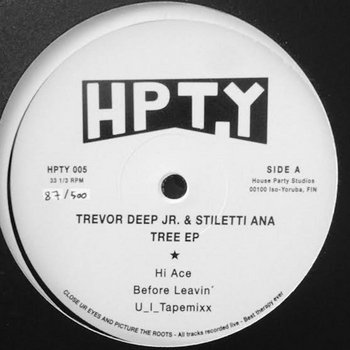 HPTY
HPTY 005
33 1/3 RPM
87/500
SIDE A
House Party Studios
00100 Iso-Yoruba, FIN
TREVOR DEEP JR. & STILETTI ANA
TREE EP
Hi Ace
Before Leavin´
U_I_Tapemixx
CLOSE UR EYES AND PICTURE THE ROOTS - All tracks recorded live - Best therapy ever